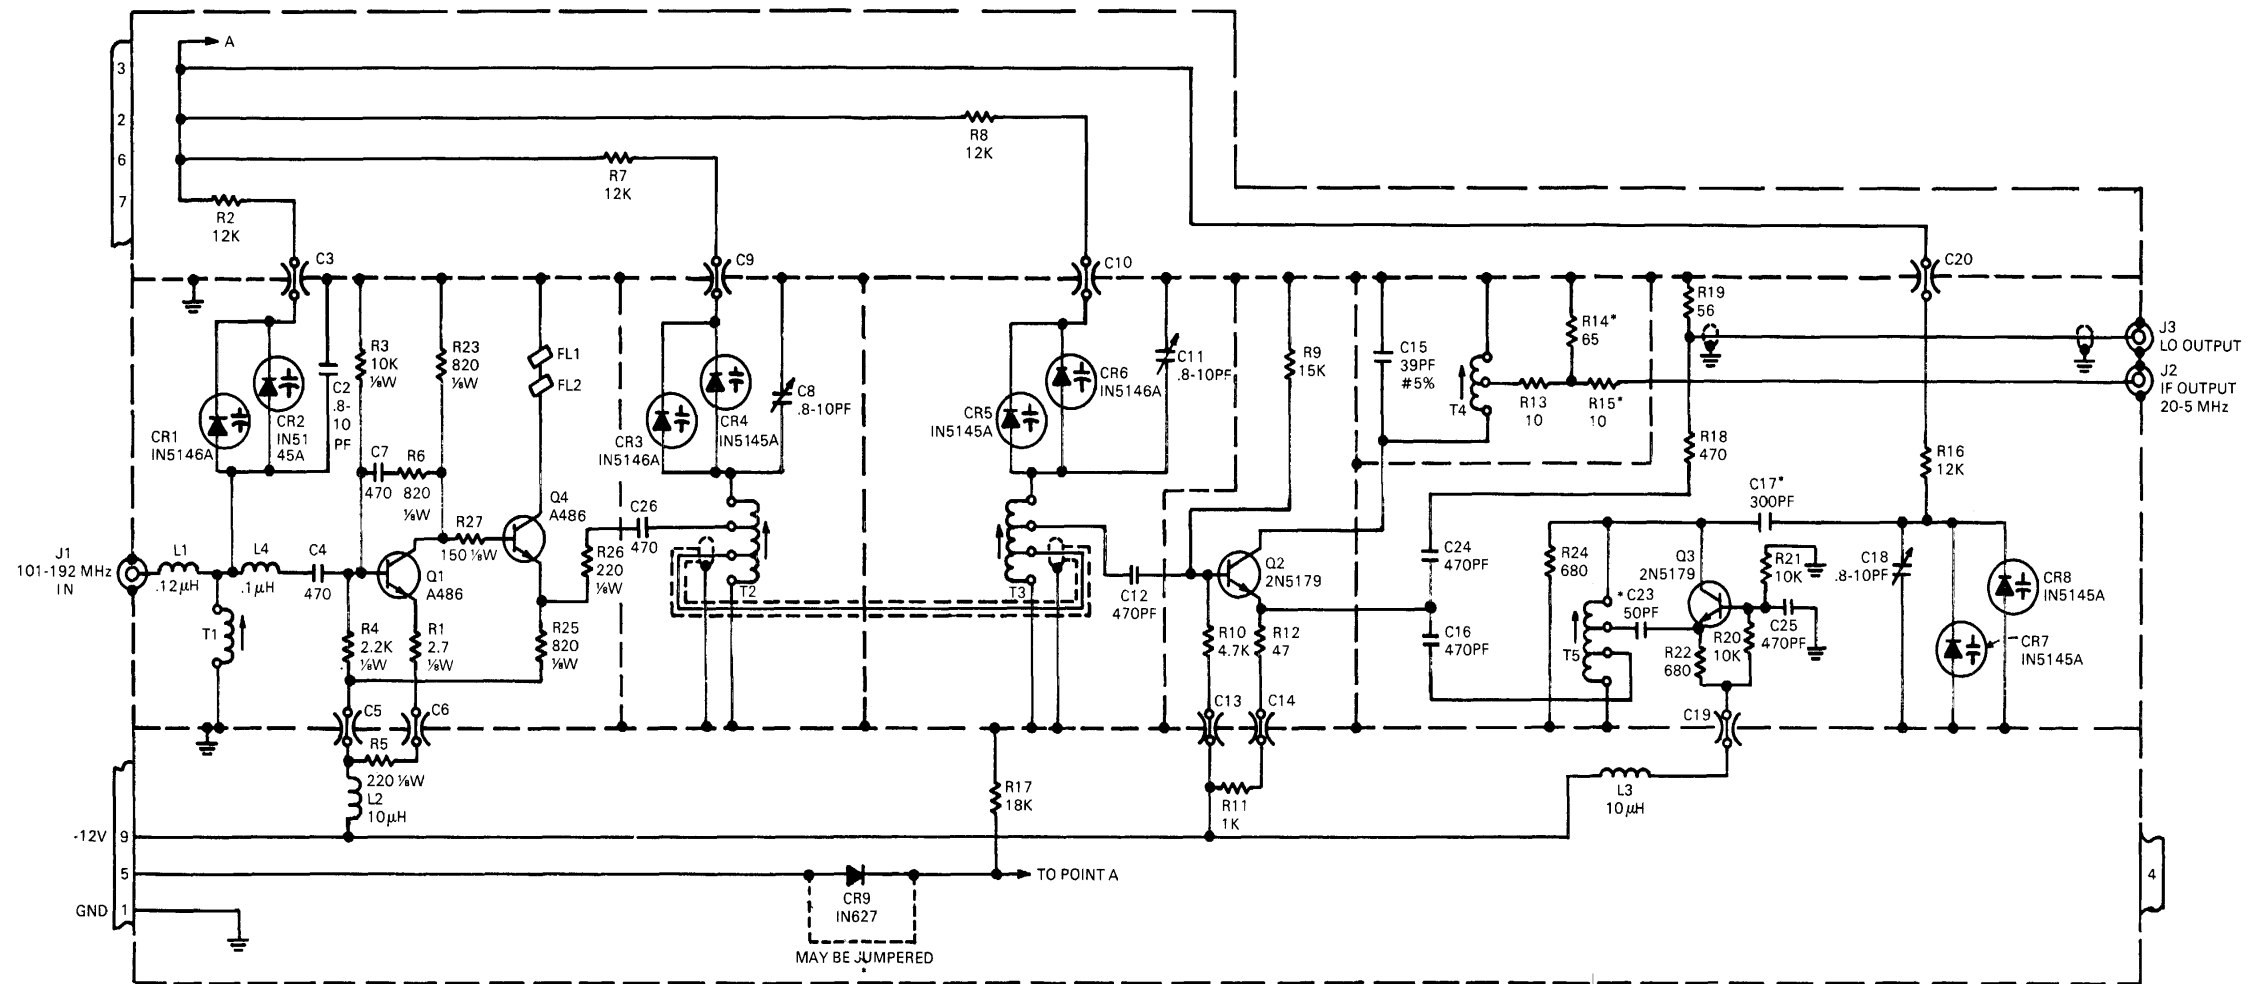 A
3
2
6
7
R8
12K
R7
12K
R2
12K
C3
C9
C10
C20
R19
56
J3
LO OUTPUT
J2
IF OUTPUT
20-5 MHz
R3
10K
⅛W
R23
820
⅛W
FL1
FL2
C2
.8-
10
PF
CR2
IN51
45A
CR1
IN5146A
C7
470
R6
820
⅛W
CR3
IN5146A
CR4
IN5145A
C8
.8-10PF
CR5
IN5145A
CR6
IN5146A
C11
.8-10PF
R9
15K
C15
39PF
#5%
T4
R14*
65
R13
10
R15*
10
R18
470
R16
12K
C17*
300PF
J1
101-192 MHz
IN
L1
.12µH
L4
.1µH
C4
470
Q1
A486
R27
150 ⅛W
Q4
A486
R26
220
⅛W
C26
470
T2
T3
C12
470PF
Q2
2N5179
C24
470PF
R24
680
Q3
2N5179
R21
10K
C18
.8-10PF
CR8
IN5145A
T1
R4
2.2K
⅛W
R1
2.7
⅛W
R25
820
⅛W
R10
4.7K
R12
47
C16
470PF
*C23
50PF
T5
R22
680
R20
10K
C25
470PF
CR7
IN5145A
C5
C6
C13
C14
C19
R5
220 ⅛W
L2
10µH
R17
18K
R11
1K
L3
10µH
-12V
9
5
CR9
IN627
TO POINT A
4
GND
1
MAY BE JUMPERED